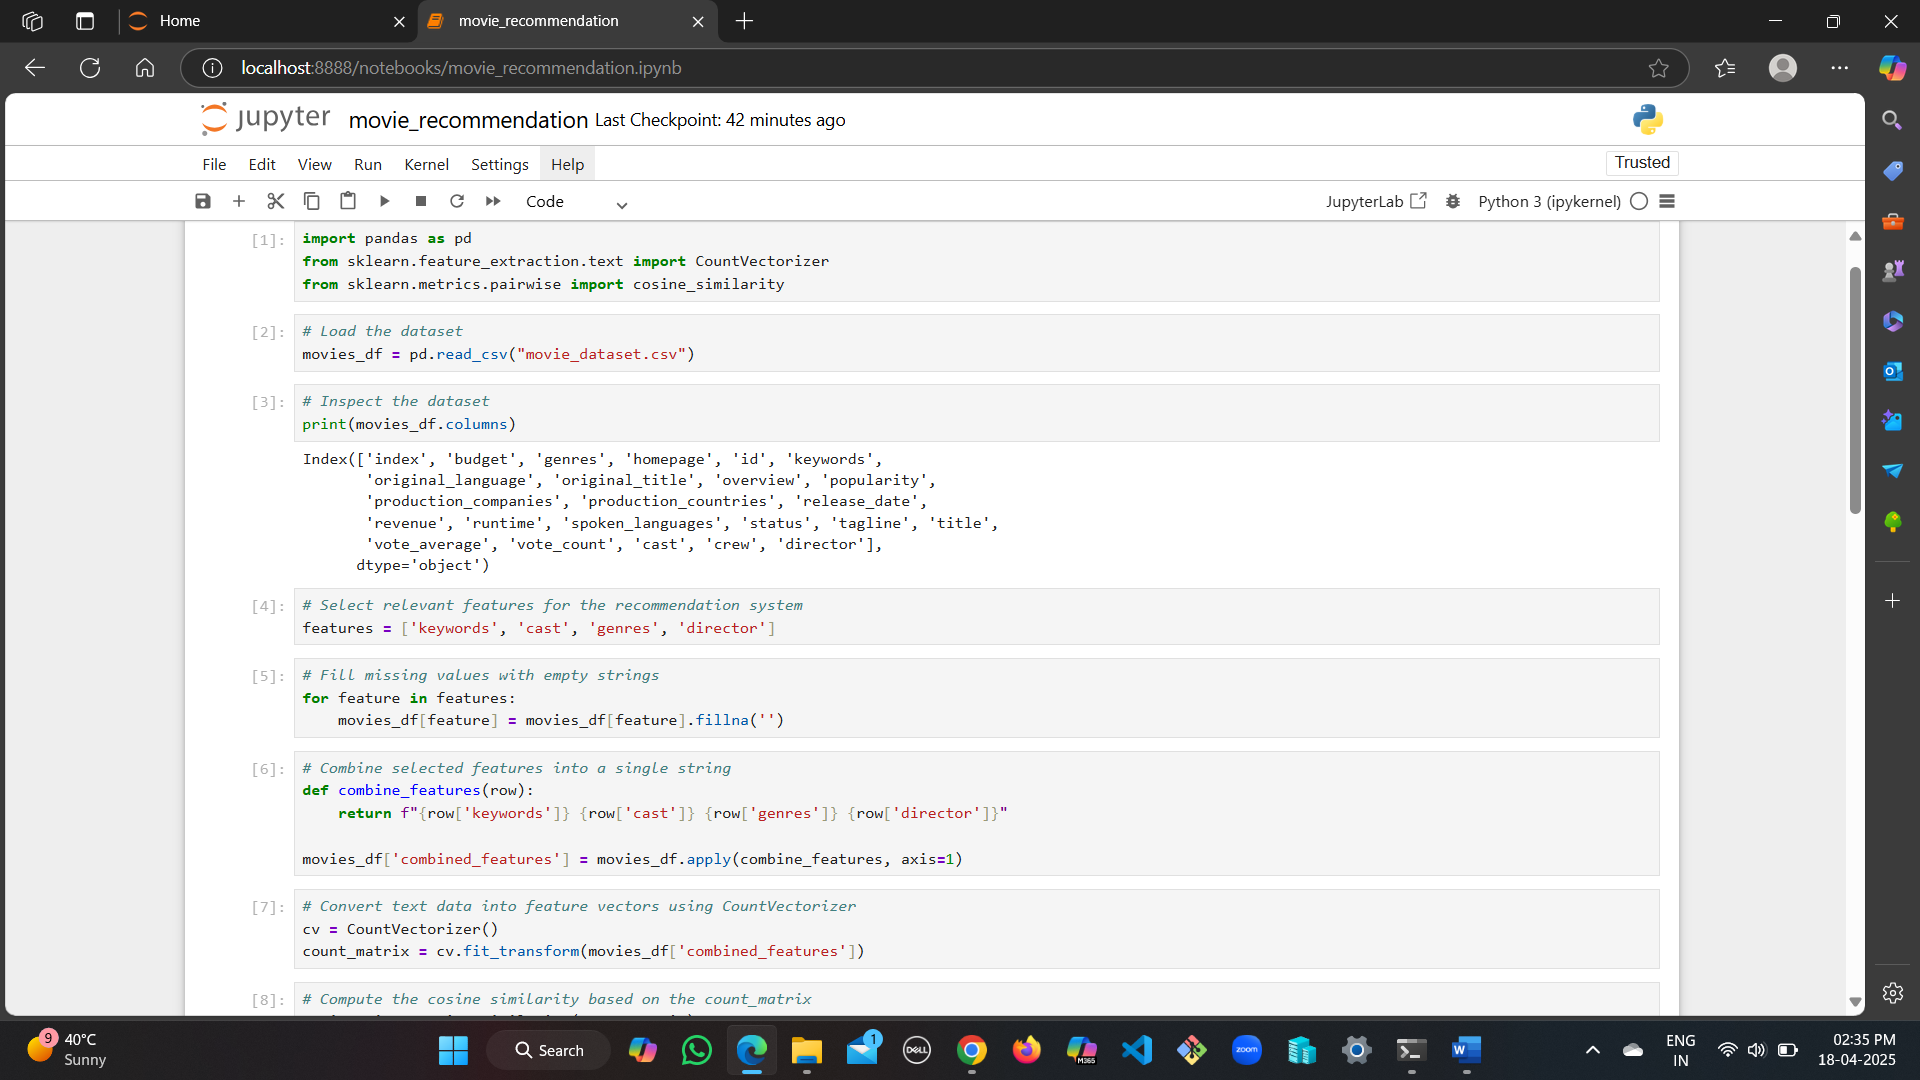 Home
movie_recommendation
localhost:8888/notebooks/movie_recommendation.ipynb
jupyter movie_recommendation Last Checkpoint: 42 minutes ago
File Edit View Run Kernel Settings Help
Trusted
Code
JupyterLab
Python 3 (ipykernel)
[1]: import pandas as pd
from sklearn.feature_extraction.text import CountVectorizer
from sklearn.metrics.pairwise import cosine_similarity
[2]: # Load the dataset
movies_df = pd.read_csv("movie_dataset.csv")
[3]: # Inspect the dataset
print(movies_df.columns)
Index(['index', 'budget', 'genres', 'homepage', 'id', 'keywords',
'original_language', 'original_title', 'overview', 'popularity',
'production_companies', 'production_countries', 'release_date',
'revenue', 'runtime', 'spoken_languages', 'status', 'tagline', 'title',
'vote_average', 'vote_count', 'cast', 'crew', 'director'],
dtype='object')
[4]: # Select relevant features for the recommendation system
features = ['keywords', 'cast', 'genres', 'director']
[5]: # Fill missing values with empty strings
for feature in features:
movies_df[feature] = movies_df[feature].fillna('')
[6]: # Combine selected features into a single string
def combine_features(row):
return f"{row['keywords']} {row['cast']} {row['genres']} {row['director']}"
movies_df['combined_features'] = movies_df.apply(combine_features, axis=1)
[7]: # Convert text data into feature vectors using CountVectorizer
cv = CountVectorizer()
count_matrix = cv.fit_transform(movies_df['combined_features'])
[8]: # Compute the cosine similarity based on the count_matrix
9
40°C
Sunny
Search
1
DELL
M365
zoom
ENG
IN
02:35 PM
18-04-2025